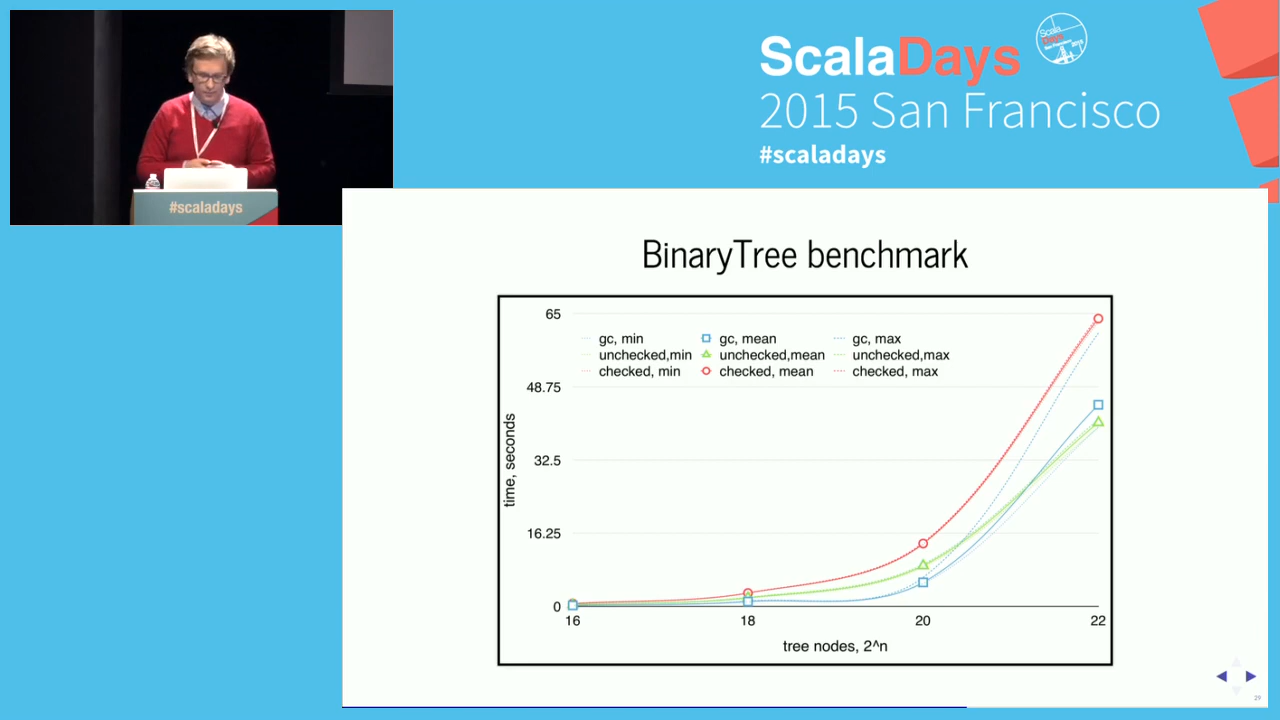 ScalaDays
2015 San Francisco
#scaladays
#scaladays
BinaryTree benchmark
65
48.75
32.5
16.25
0
time, seconds
gc, min
gc, mean
gc, max
unchecked,min
unchecked,mean
unchecked,max
checked, min
checked, mean
checked, max
16
18
20
22
tree nodes, 2^n
29